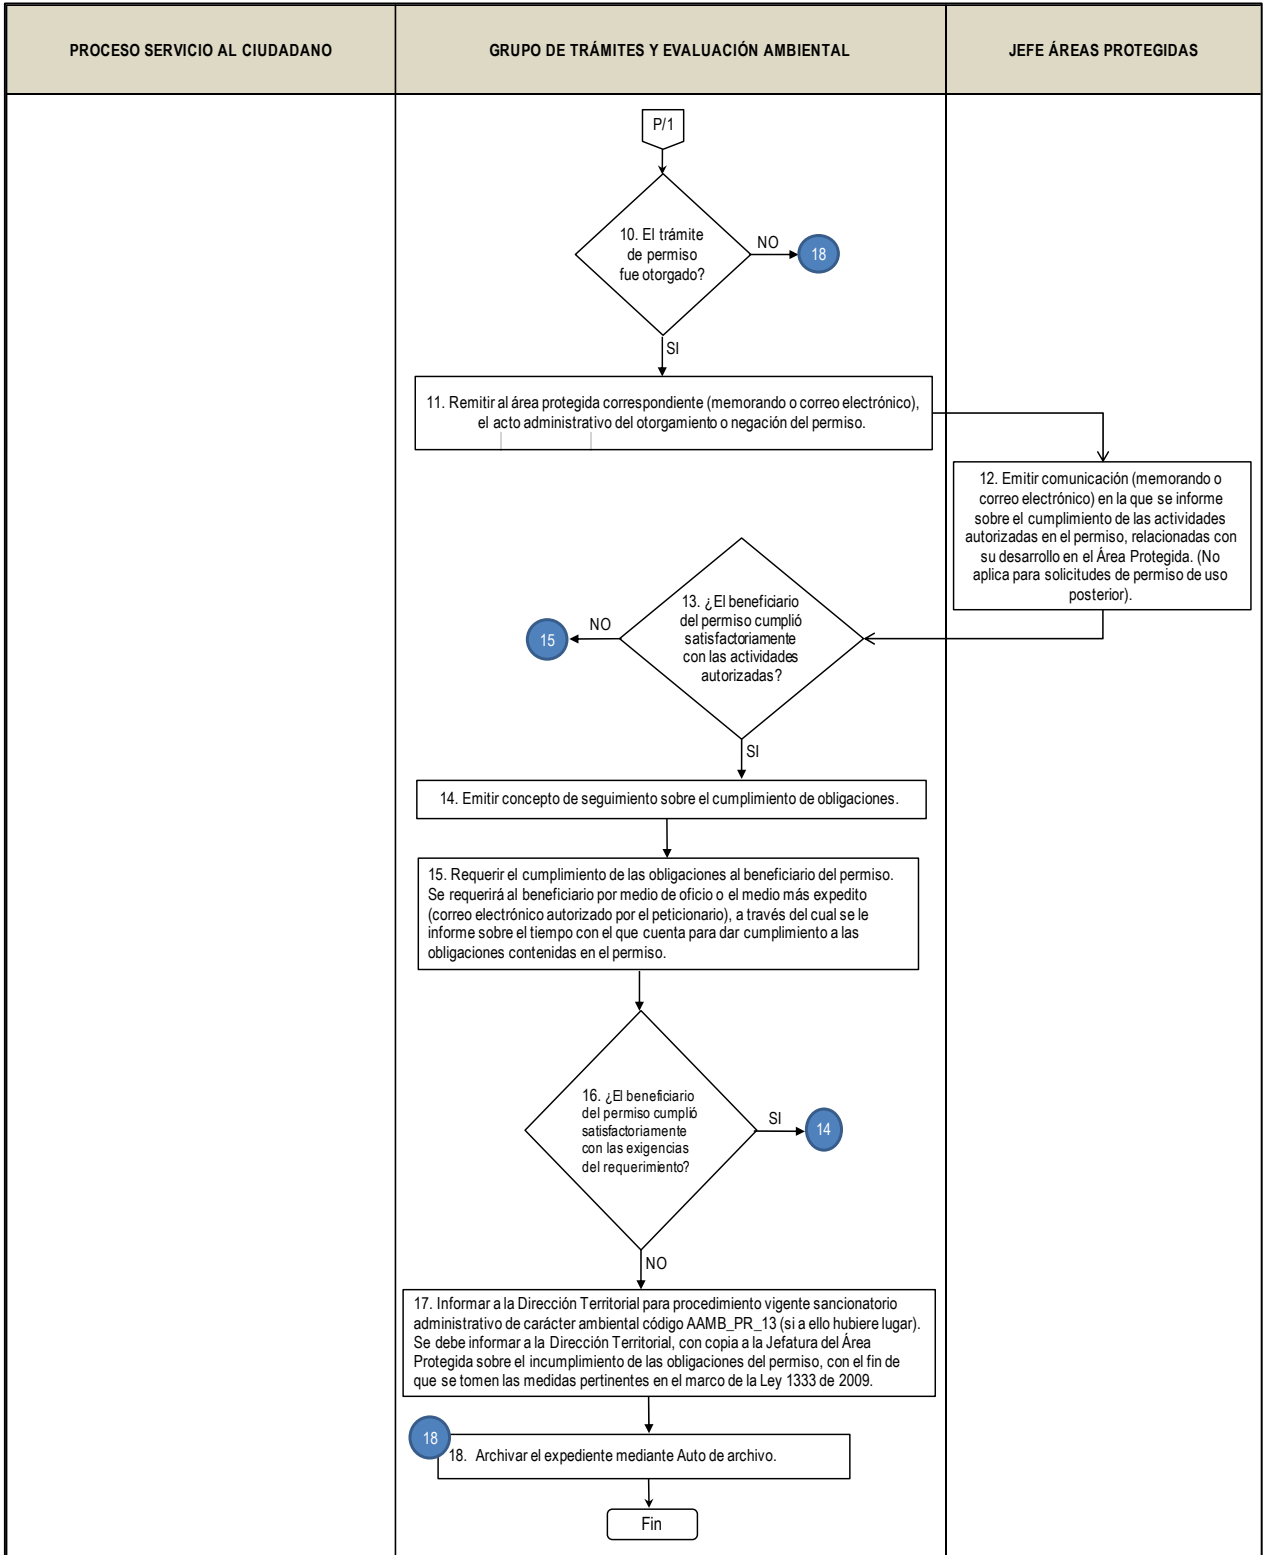 PROCESO SERVICIO AL CIUDADANO
GRUPO DE TRÁMITES Y EVALUACIÓN AMBIENTAL
JEFE ÁREAS PROTEGIDAS
P/1
10. El trámite
de permiso
fue otorgado?
NO
18
SI
11. Remitir al área protegida correspondiente (memorando o correo electrónico),
el acto administrativo del otorgamiento o negación del permiso.
12. Emitir comunicación (memorando o
correo electrónico) en la que se informe
sobre el cumplimiento de las actividades
autorizadas en el permiso, relacionadas con
su desarrollo en el Área Protegida. (No
aplica para solicitudes de permiso de uso
posterior).
13. ¿El beneficiario
del permiso cumplió
satisfactoriamente
con las actividades
autorizadas?
NO
15
SI
14. Emitir concepto de seguimiento sobre el cumplimiento de obligaciones.
15. Requerir el cumplimiento de las obligaciones al beneficiario del permiso.
Se requerirá al beneficiario por medio de oficio o el medio más expedito
(correo electrónico autorizado por el peticionario), a través del cual se le
informe sobre el tiempo con el que cuenta para dar cumplimiento a las
obligaciones contenidas en el permiso.
16. ¿El beneficiario
del permiso cumplió
satisfactoriamente
con las exigencias
del requerimiento?
SI
14
NO
17. Informar a la Dirección Territorial para procedimiento vigente sancionatorio
administrativo de carácter ambiental código AAMB_PR_13 (si a ello hubiere lugar).
Se debe informar a la Dirección Territorial, con copia a la Jefatura del Área
Protegida sobre el incumplimiento de las obligaciones del permiso, con el fin de
que se tomen las medidas pertinentes en el marco de la Ley 1333 de 2009.
18
18. Archivar el expediente mediante Auto de archivo.
Fin